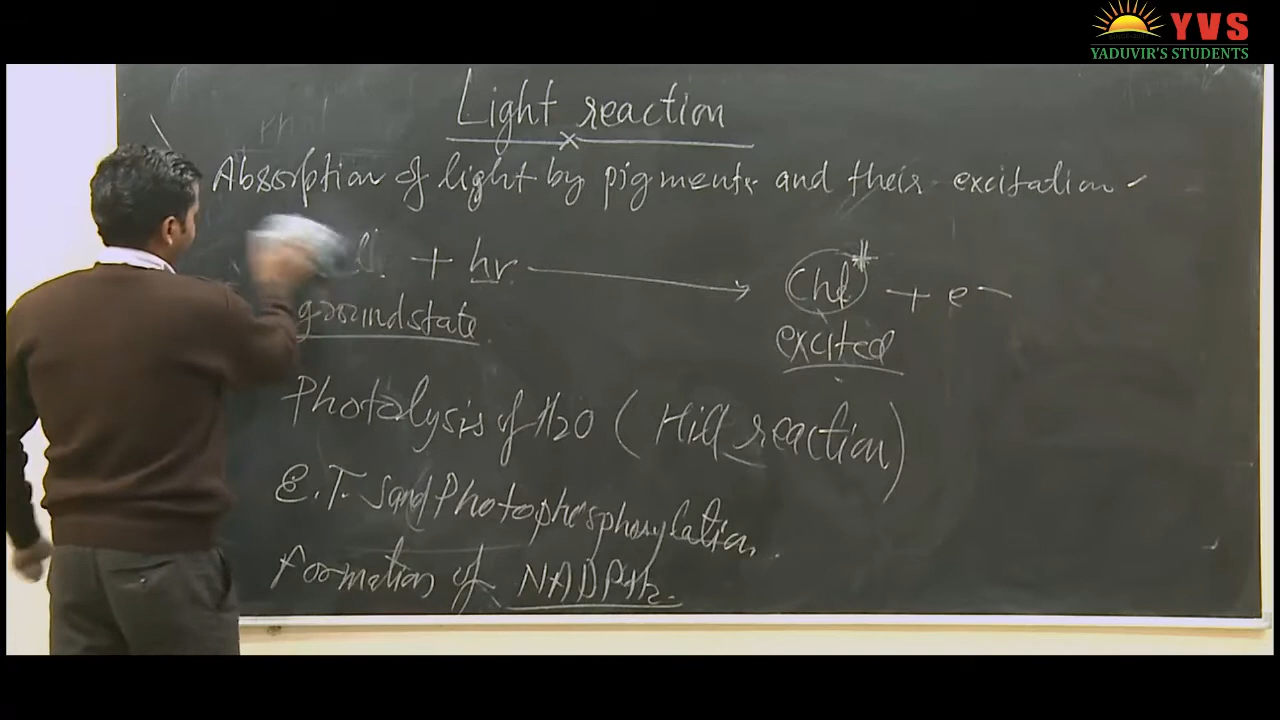 YVS
YADUVIR'S STUDENTS
Light reaction
Absorption of light by pigments and their excitation
+ hν ⟶ Chl* + e⁻
groundstate
excited
Photolysis of H2O (Hill reaction)
E.T.S and Photophosphorylation.
Formation of NADPH2.